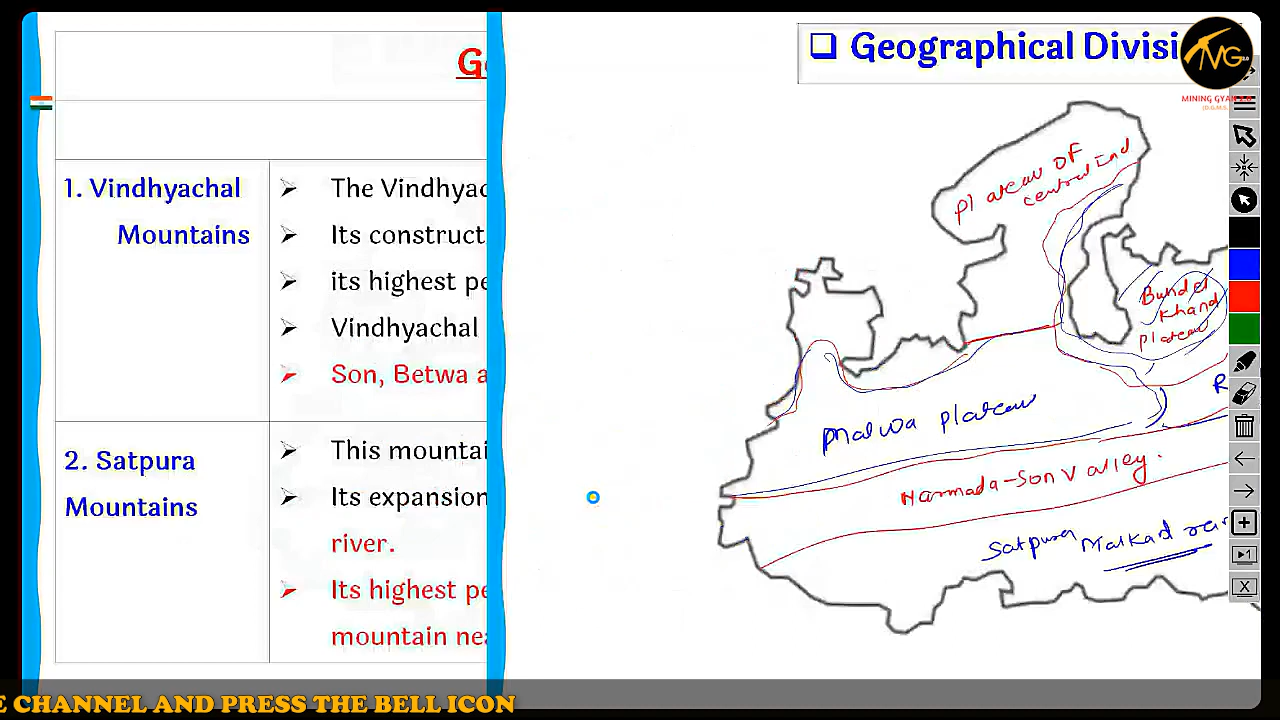 Geographical Divisi
MINING GYAN 2.0
(D.G.M.S.)
1. Vindhyachal
Mountains
The Vindhyac
Its construct
its highest pe
Vindhyachal
Son, Betwa a
2. Satpura
Mountains
This mountai
Its expansion
river.
Its highest pe
mountain nea
Plateau of
central ind
Bundel
Khand
Plateau
R
Malwa Plateau
Narmada-Son Valley.
Satpura Maikal
E CHANNEL AND PRESS THE BELL ICON